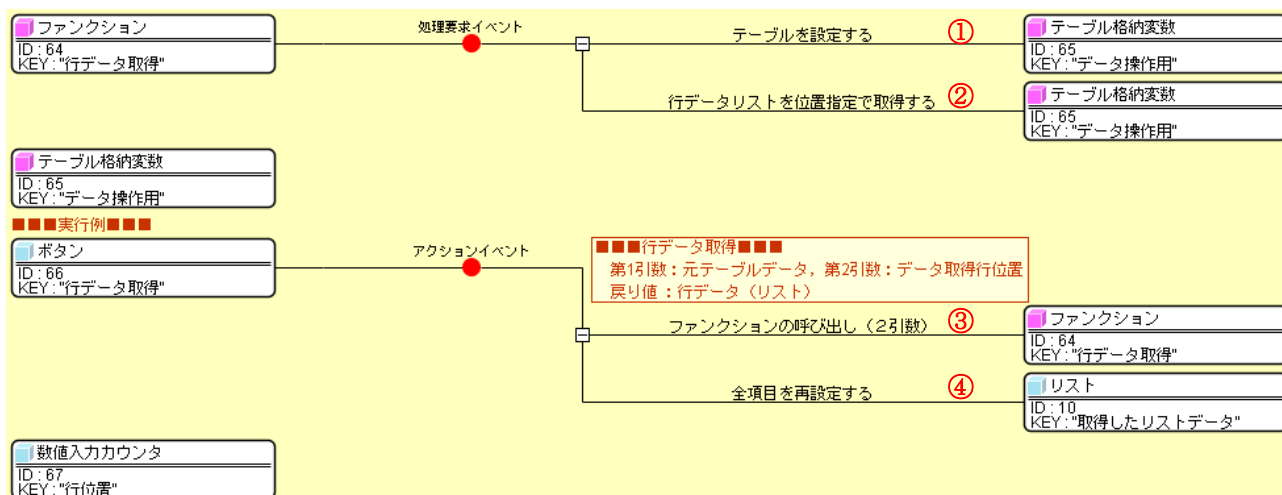 ファンクション
ID : 64
KEY : "行データ取得"
処理要求イベント
テーブルを設定する ①
テーブル格納変数
ID : 65
KEY : "データ操作用"
行データリストを位置指定で取得する ②
テーブル格納変数
ID : 65
KEY : "データ操作用"
テーブル格納変数
ID : 65
KEY : "データ操作用"
■■■実行例■■■
ボタン
ID : 66
KEY : "行データ取得"
アクションイベント
■■■行データ取得■■■
第1引数：元テーブルデータ，第2引数：データ取得行位置
戻り値：行データ（リスト）
ファンクションの呼び出し（２引数） ③
ファンクション
ID : 64
KEY : "行データ取得"
全項目を再設定する ④
リスト
ID : 10
KEY : "取得したリストデータ"
数値入力カウンタ
ID : 67
KEY : "行位置"